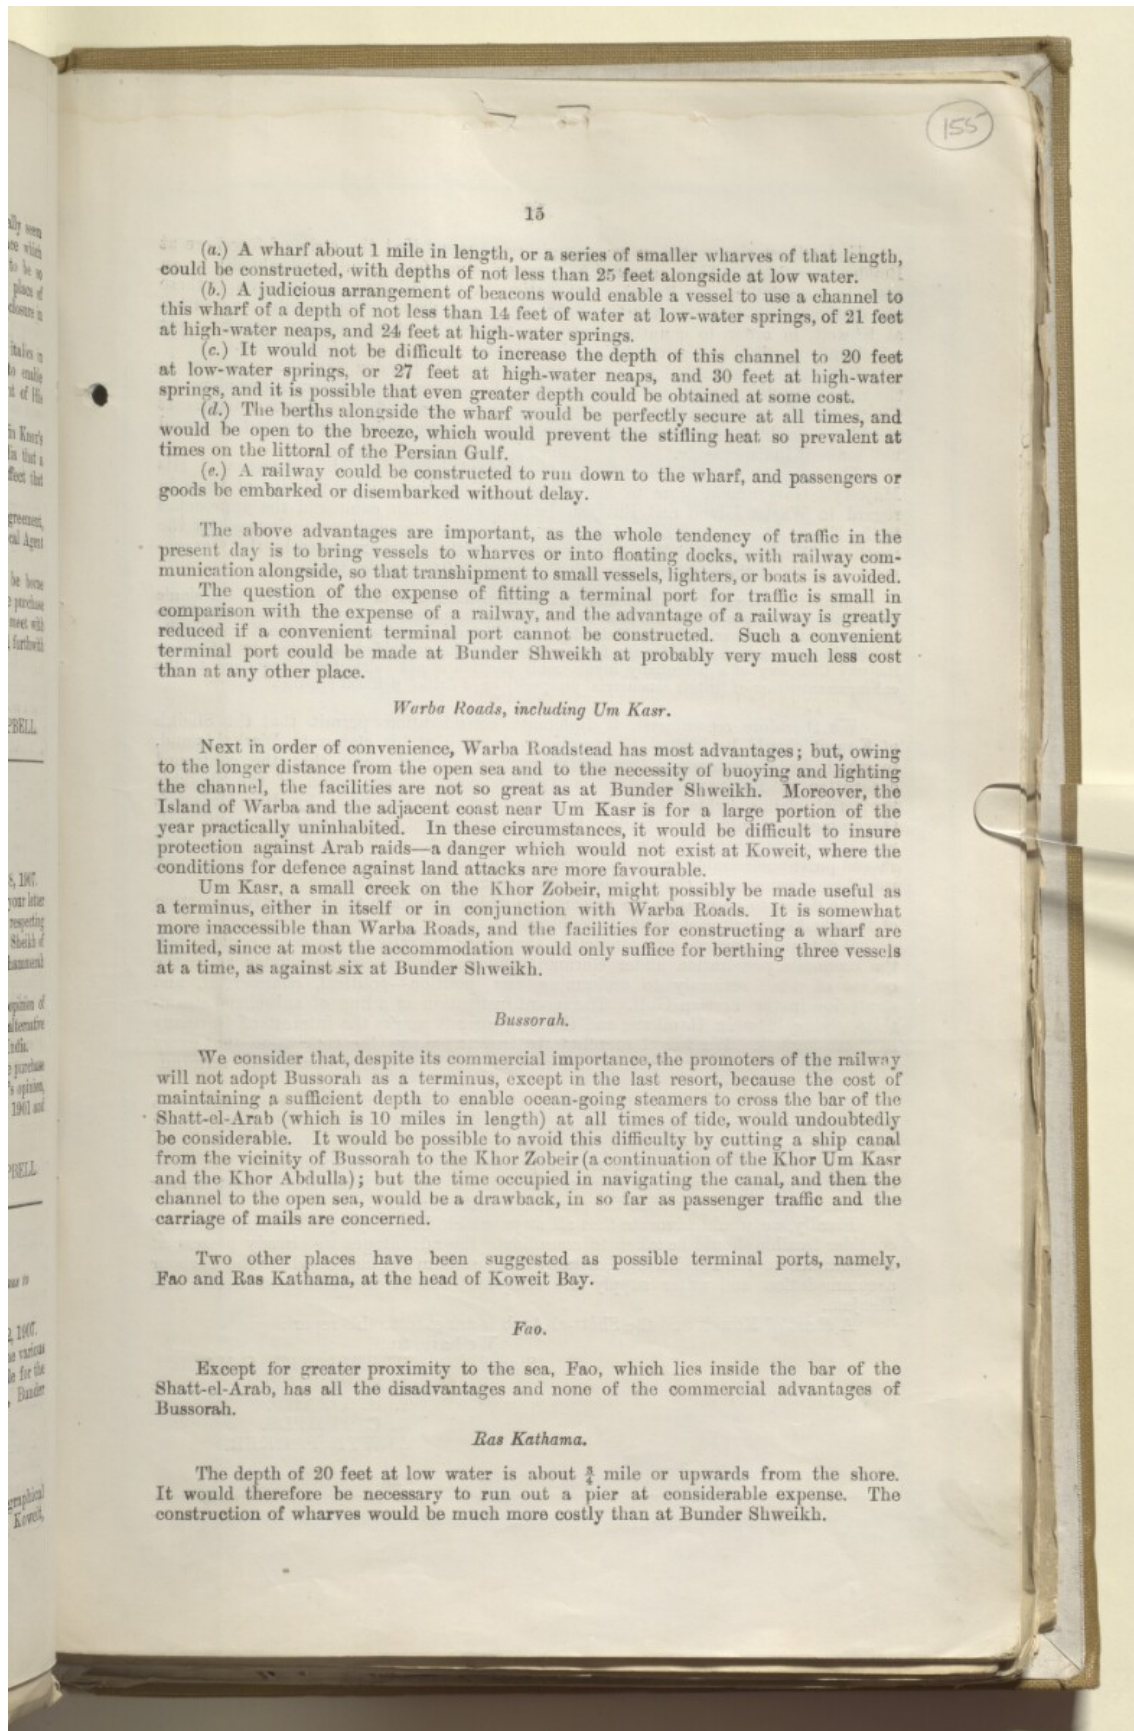 155
15
(a.) A wharf about 1 mile in length, or a series of smaller wharves of that length,
could be constructed, with depths of not less than 25 feet alongside at low water.
(b.) A judicious arrangement of beacons would enable a vessel to use a channel to
this wharf of a depth of not less than 14 feet of water at low-water springs, of 21 feet
at high-water neaps, and 24 feet at high-water springs.
(c.) It would not be difficult to increase the depth of this channel to 20 feet
at low-water springs, or 27 feet at high-water neaps, and 30 feet at high-water
springs, and it is possible that even greater depth could be obtained at some cost.
(d.) The berths alongside the wharf would be perfectly secure at all times, and
would be open to the breeze, which would prevent the stifling heat so prevalent at
times on the littoral of the Persian Gulf.
(e.) A railway could be constructed to run down to the wharf, and passengers or
goods be embarked or disembarked without delay.
The above advantages are important, as the whole tendency of traffic in the
present day is to bring vessels to wharves or into floating docks, with railway com-
munication alongside, so that transhipment to small vessels, lighters, or boats is avoided.
The question of the expense of fitting a terminal port for traffic is small in
comparison with the expense of a railway, and the advantage of a railway is greatly
reduced if a convenient terminal port cannot be constructed. Such a convenient
terminal port could be made at Bunder Shweikh at probably very much less cost
than at any other place.
Warba Roads, including Um Kasr.
Next in order of convenience, Warba Roadstead has most advantages; but, owing
to the longer distance from the open sea and to the necessity of buoying and lighting
the channel, the facilities are not so great as at Bunder Shweikh. Moreover, the
Island of Warba and the adjacent coast near Um Kasr is for a large portion of the
year practically uninhabited. In these circumstances, it would be difficult to insure
protection against Arab raids—a danger which would not exist at Koweit, where the
conditions for defence against land attacks are more favourable.
Um Kasr, a small creek on the Khor Zobeir, might possibly be made useful as
a terminus, either in itself or in conjunction with Warba Roads. It is somewhat
more inaccessible than Warba Roads, and the facilities for constructing a wharf are
limited, since at most the accommodation would only suffice for berthing three vessels
at a time, as against six at Bunder Shweikh.
Bussorah.
We consider that, despite its commercial importance, the promoters of the railway
will not adopt Bussorah as a terminus, except in the last resort, because the cost of
maintaining a sufficient depth to enable ocean-going steamers to cross the bar of the
Shatt-el-Arab (which is 10 miles in length) at all times of tide, would undoubtedly
be considerable. It would be possible to avoid this difficulty by cutting a ship canal
from the vicinity of Bussorah to the Khor Zobeir (a continuation of the Khor Um Kasr
and the Khor Abdulla); but the time occupied in navigating the canal, and then the
channel to the open sea, would be a drawback, in so far as passenger traffic and the
carriage of mails are concerned.
Two other places have been suggested as possible terminal ports, namely,
Fao and Ras Kathama, at the head of Koweit Bay.
Fao.
Except for greater proximity to the sea, Fao, which lies inside the bar of the
Shatt-el-Arab, has all the disadvantages and none of the commercial advantages of
Bussorah.
Ras Kathama.
The depth of 20 feet at low water is about ¾ mile or upwards from the shore.
It would therefore be necessary to run out a pier at considerable expense. The
construction of wharves would be much more costly than at Bunder Shweikh.